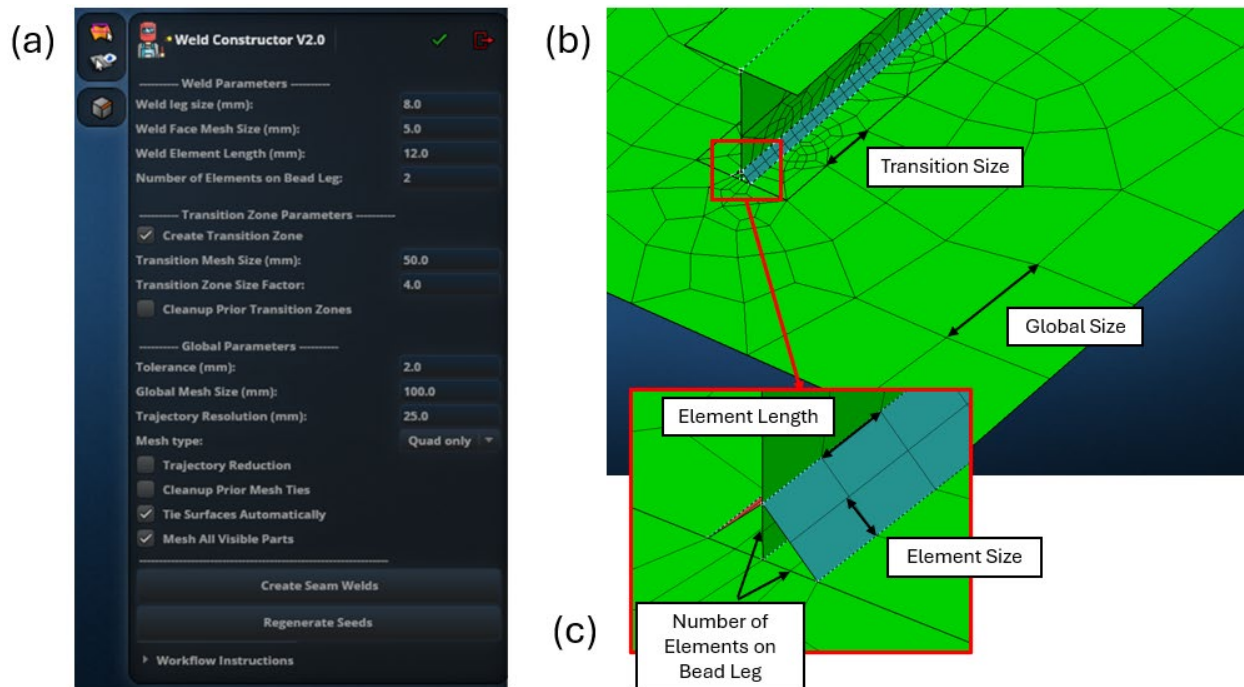 (a)
Weld Constructor V2.0
---------- Weld Parameters ----------
Weld leg size (mm): 8.0
Weld Face Mesh Size (mm): 5.0
Weld Element Length (mm): 12.0
Number of Elements on Bead Leg: 2
---------- Transition Zone Parameters ----------
Create Transition Zone
Transition Mesh Size (mm): 50.0
Transition Zone Size Factor: 4.0
Cleanup Prior Transition Zones
---------- Global Parameters ----------
Tolerance (mm): 2.0
Global Mesh Size (mm): 100.0
Trajectory Resolution (mm): 25.0
Mesh type: Quad only
Trajectory Reduction
Cleanup Prior Mesh Ties
Tie Surfaces Automatically
Mesh All Visible Parts
Create Seam Welds
Regenerate Seeds
Workflow Instructions
(b)
Transition Size
Global Size
(c)
Element Length
Element Size
Number of
Elements on
Bead Leg